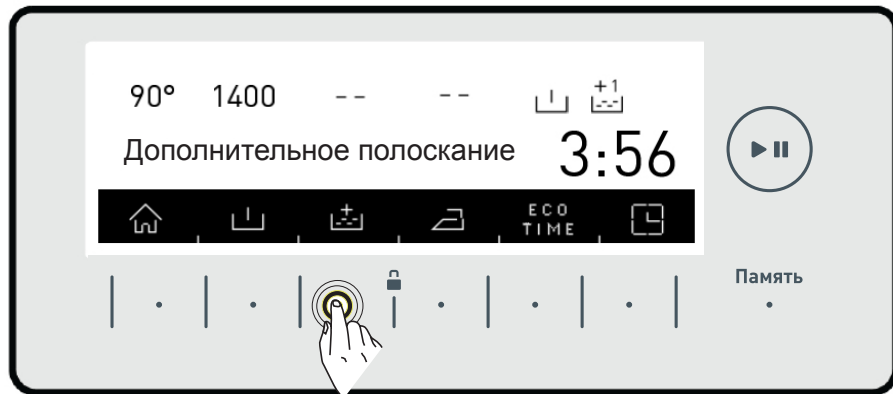 90° 1400 -- -- +1
Дополнительное полоскание 3:56
ECO
TIME
Память